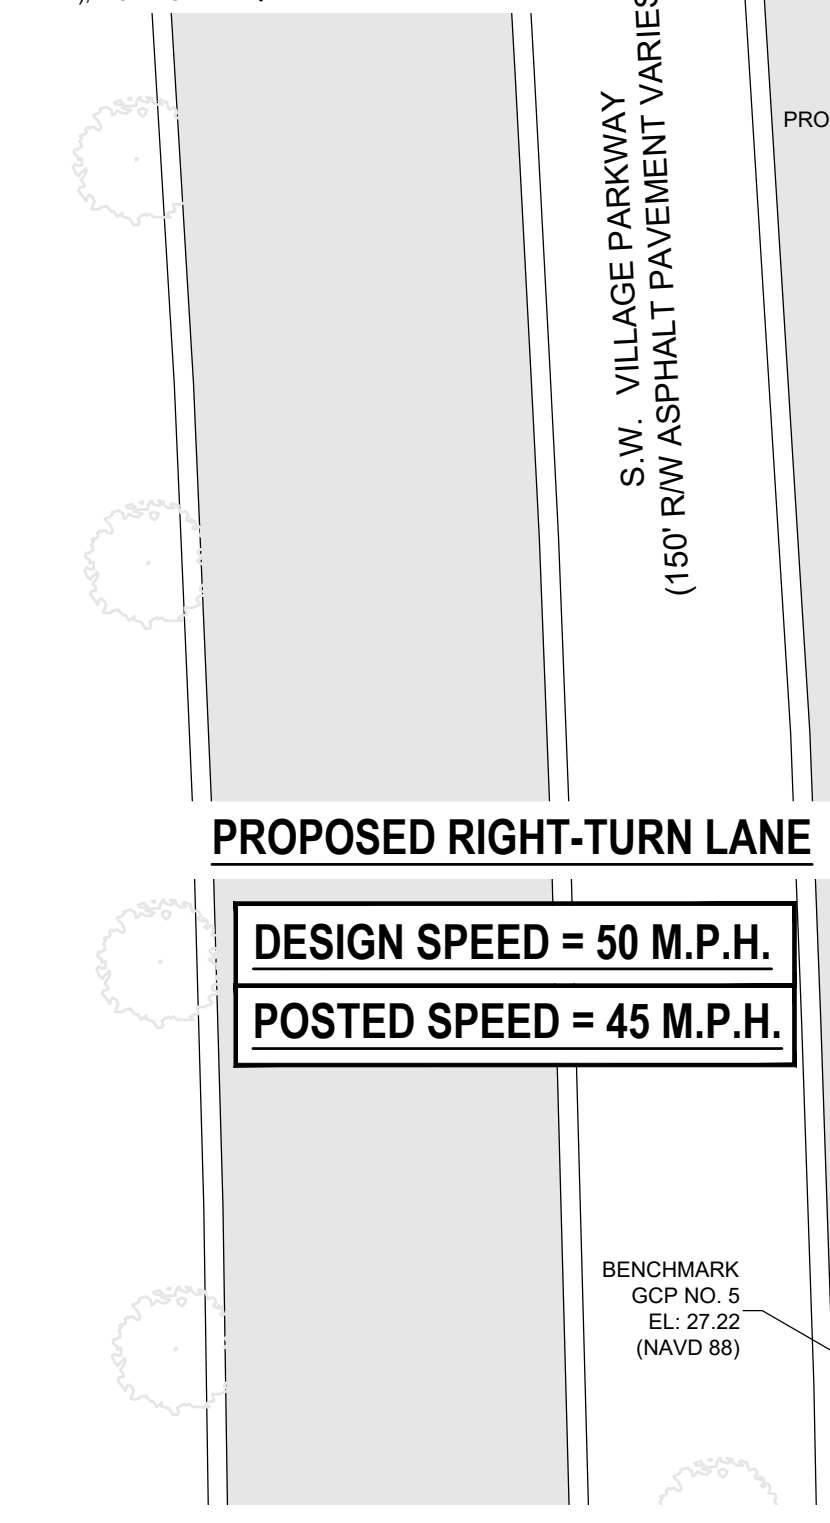 S.W. VILLAGE PARKWAY
(150' R/W ASPHALT PAVEMENT VARIES
PRO
PROPOSED RIGHT-TURN LANE
DESIGN SPEED = 50 M.P.H.
POSTED SPEED = 45 M.P.H.
BENCHMARK
GCP NO. 5
EL: 27.22
(NAVD 88)